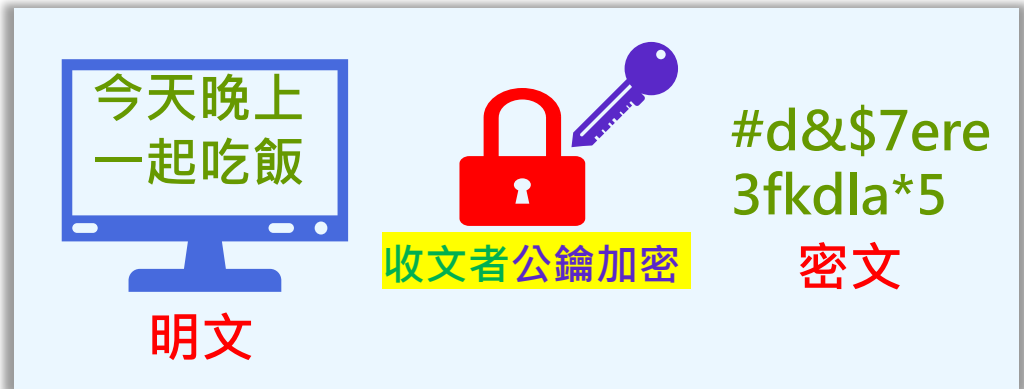 今天晚上
一起吃飯
明文
收文者公鑰加密
#d&$7ere
3fkdla*5
密文